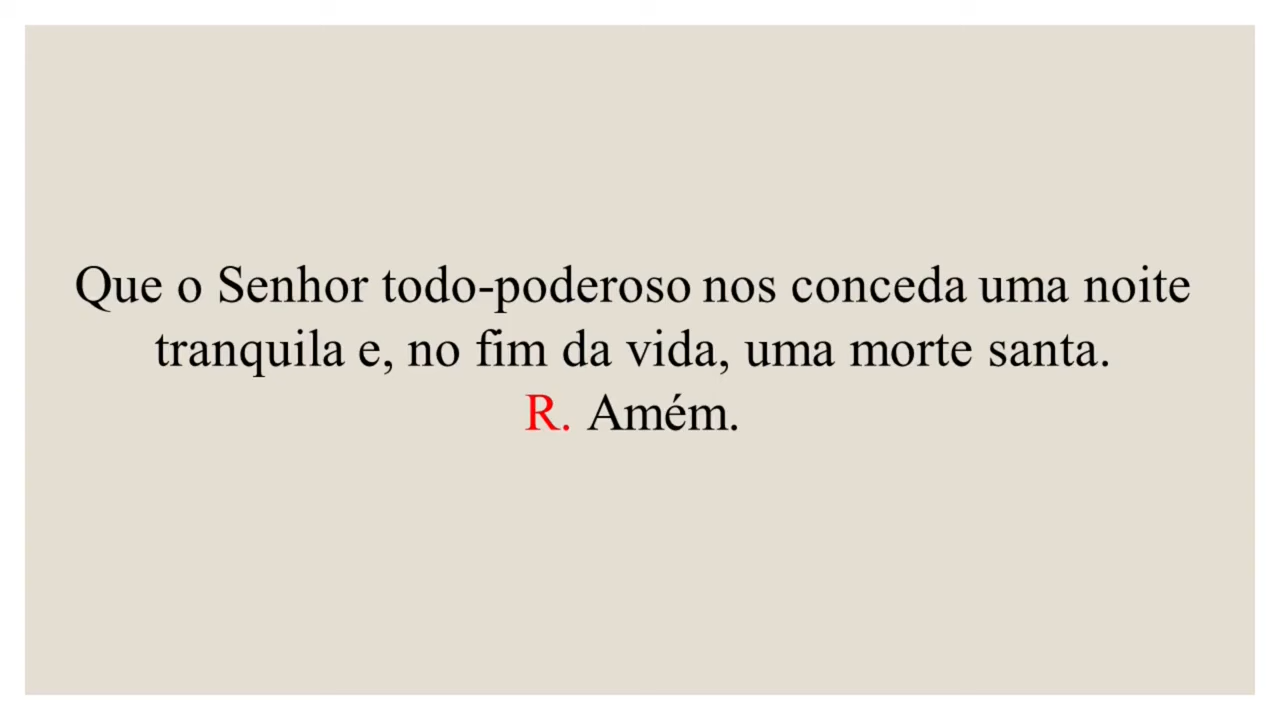 Que o Senhor todo-poderoso nos conceda uma noite
tranquila e, no fim da vida, uma morte santa.
R. Amém.